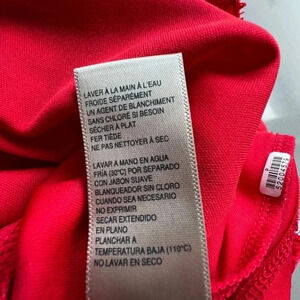 LAVER À LA MAIN À L'EAU
FROIDE SÉPARÉMENT
UN AGENT DE BLANCHIMENT
SANS CHLORÉ SI BESOIN
SÉCHER À PLAT
FER TIÈDE
NE PAS NETTOYER À SEC
LAVAR A MANO EN AGUA
FRÍA (30°C) POR SEPARADO
CON JABON SUAVE
BLANQUEADOR SIN CLORO
CUANDO SEA NECESARIO
NO EXPRIMIR
SECAR EXTENDIDO
EN PLANO
PLANCHAR A
TEMPERATURA BAJA (110°C)
NO LAVAR EN SECO